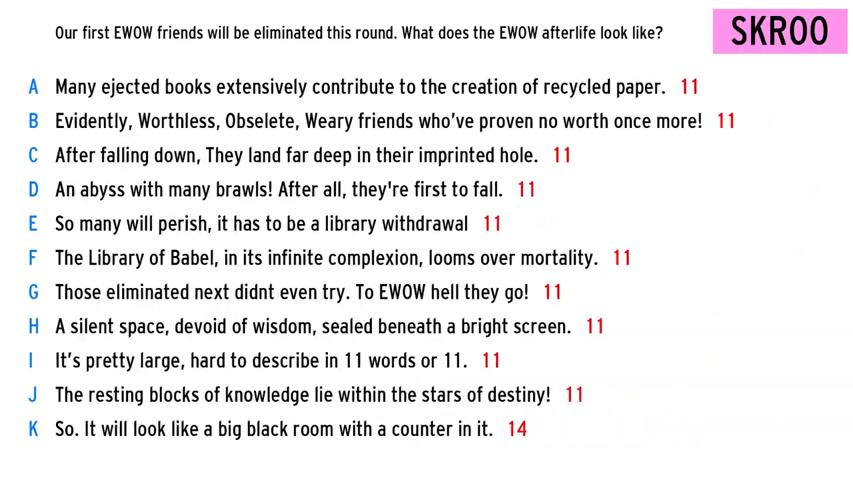 Our first EWOW friends will be eliminated this round. What does the EWOW afterlife look like?
SKROO
A Many ejected books extensively contribute to the creation of recycled paper. 11
B Evidently, Worthless, Obselete, Weary friends who've proven no worth once more! 11
C After falling down, They land far deep in their imprinted hole. 11
D An abyss with many brawls! After all, they're first to fall. 11
E So many will perish, it has to be a library withdrawal 11
F The Library of Babel, in its infinite complexion, looms over mortality. 11
G Those eliminated next didnt even try. To EWOW hell they go! 11
H A silent space, devoid of wisdom, sealed beneath a bright screen. 11
I It's pretty large, hard to describe in 11 words or 11. 11
J The resting blocks of knowledge lie within the stars of destiny! 11
K So. It will look like a big black room with a counter in it. 14